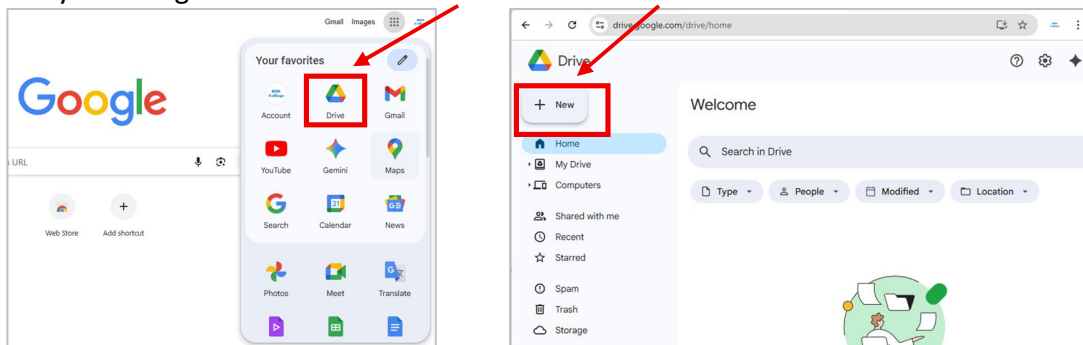 Gmail Images
Google
URL
Web Store
Add shortcut
Your favorites
Account
Drive
Gmail
YouTube
Gemini
Maps
Search
Calendar
News
Photos
Meet
Translate
drive.google.com/drive/home
Drive
New
Home
My Drive
Computers
Shared with me
Recent
Starred
Spam
Trash
Storage
Welcome
Search in Drive
Type
People
Modified
Location